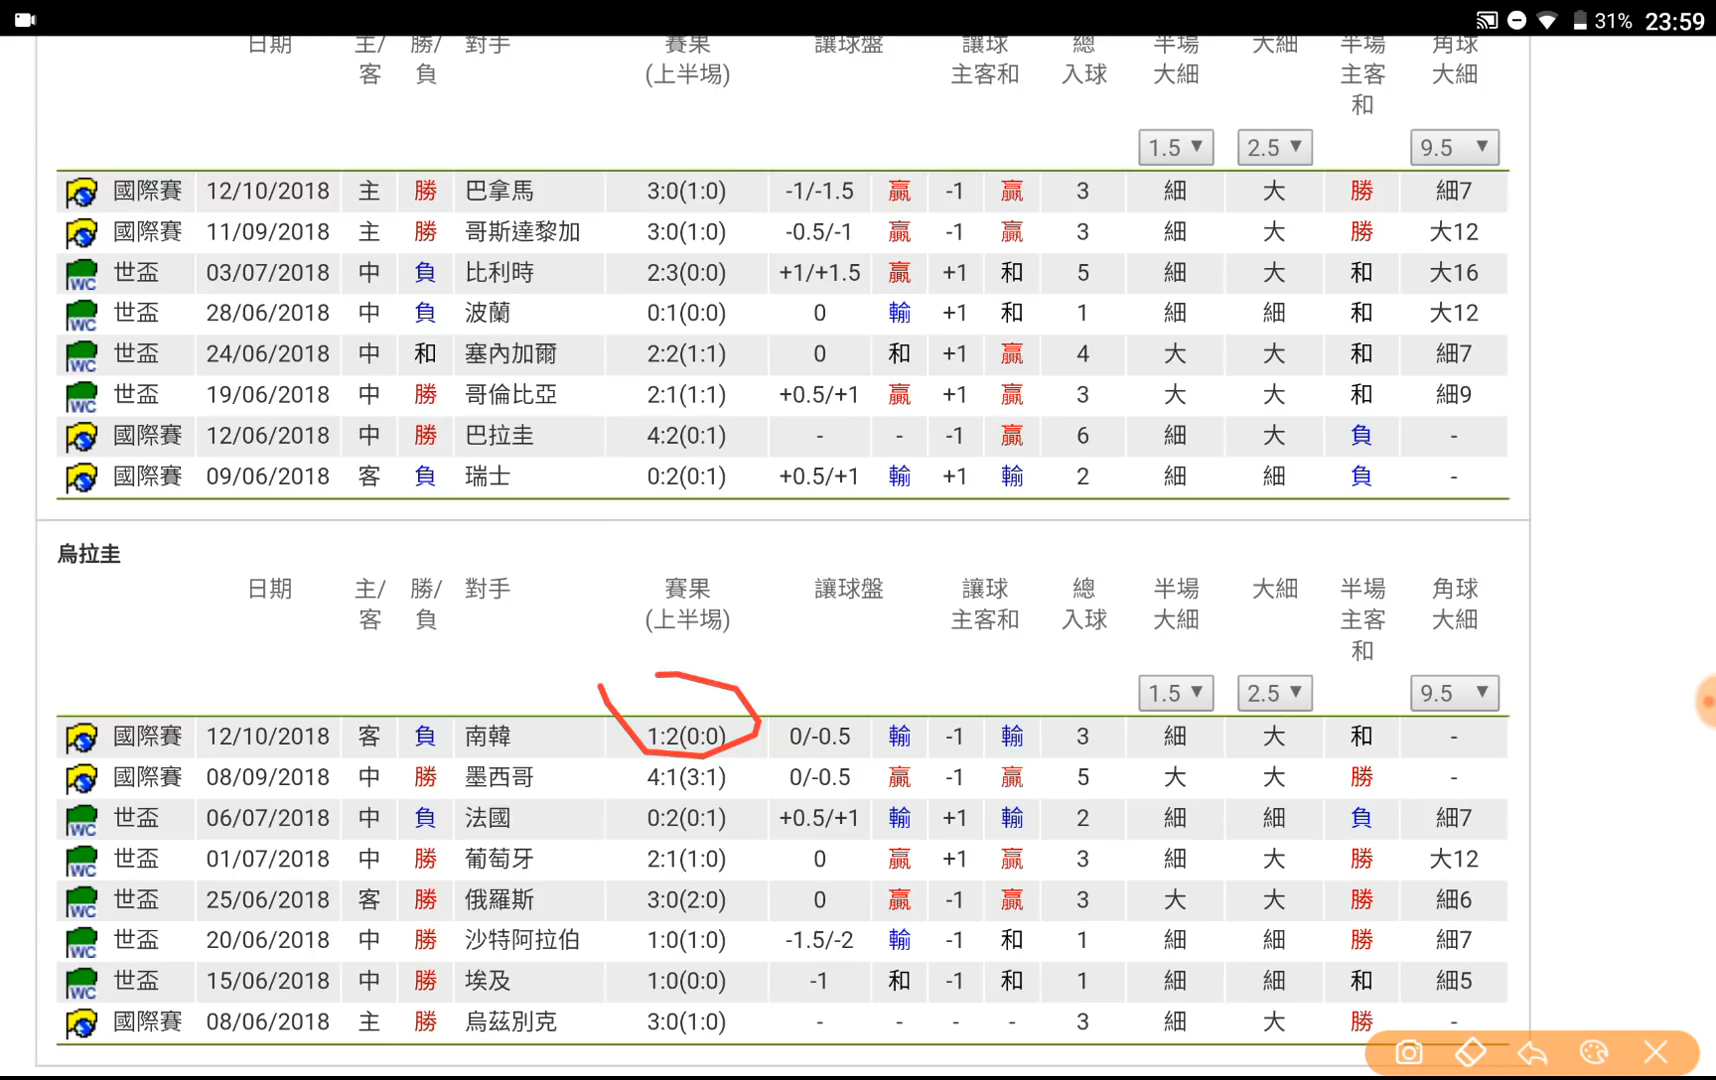 31% 23:59
日期 主/客 勝/負 對手 賽果(上半場) 讓球盤 讓球主客和 總入球 半場大細 大細 半場主客和 角球大細
1.5 2.5 9.5
國際賽 12/10/2018 主 勝 巴拿馬 3:0(1:0) -1/-1.5 贏 -1 贏 3 細 大 勝 細7
國際賽 11/09/2018 主 勝 哥斯達黎加 3:0(1:0) -0.5/-1 贏 -1 贏 3 細 大 勝 大12
WC 世盃 03/07/2018 中 負 比利時 2:3(0:0) +1/+1.5 贏 +1 和 5 細 大 和 大16
WC 世盃 28/06/2018 中 負 波蘭 0:1(0:0) 0 輸 +1 和 1 細 細 和 大12
WC 世盃 24/06/2018 中 和 塞內加爾 2:2(1:1) 0 和 +1 贏 4 大 大 和 細7
WC 世盃 19/06/2018 中 勝 哥倫比亞 2:1(1:1) +0.5/+1 贏 +1 贏 3 大 大 和 細9
國際賽 12/06/2018 中 勝 巴拉圭 4:2(0:1) - - -1 贏 6 細 大 負 -
國際賽 09/06/2018 客 負 瑞士 0:2(0:1) +0.5/+1 輸 +1 輸 2 細 細 負 -
烏拉圭
日期 主/客 勝/負 對手 賽果(上半場) 讓球盤 讓球主客和 總入球 半場大細 大細 半場主客和 角球大細
1.5 2.5 9.5
國際賽 12/10/2018 客 負 南韓 1:2(0:0) 0/-0.5 輸 -1 輸 3 細 大 和 -
國際賽 08/09/2018 中 勝 墨西哥 4:1(3:1) 0/-0.5 贏 -1 贏 5 大 大 勝 -
WC 世盃 06/07/2018 中 負 法國 0:2(0:1) +0.5/+1 輸 +1 輸 2 細 細 負 細7
WC 世盃 01/07/2018 中 勝 葡萄牙 2:1(1:0) 0 贏 +1 贏 3 細 大 勝 大12
WC 世盃 25/06/2018 客 勝 俄羅斯 3:0(2:0) 0 贏 -1 贏 3 大 大 勝 細6
WC 世盃 20/06/2018 中 勝 沙特阿拉伯 1:0(1:0) -1.5/-2 輸 -1 和 1 細 細 勝 細7
WC 世盃 15/06/2018 中 勝 埃及 1:0(0:0) -1 和 -1 和 1 細 細 和 細5
國際賽 08/06/2018 主 勝 烏茲別克 3:0(1:0) - - - - 3 細 大 勝 -